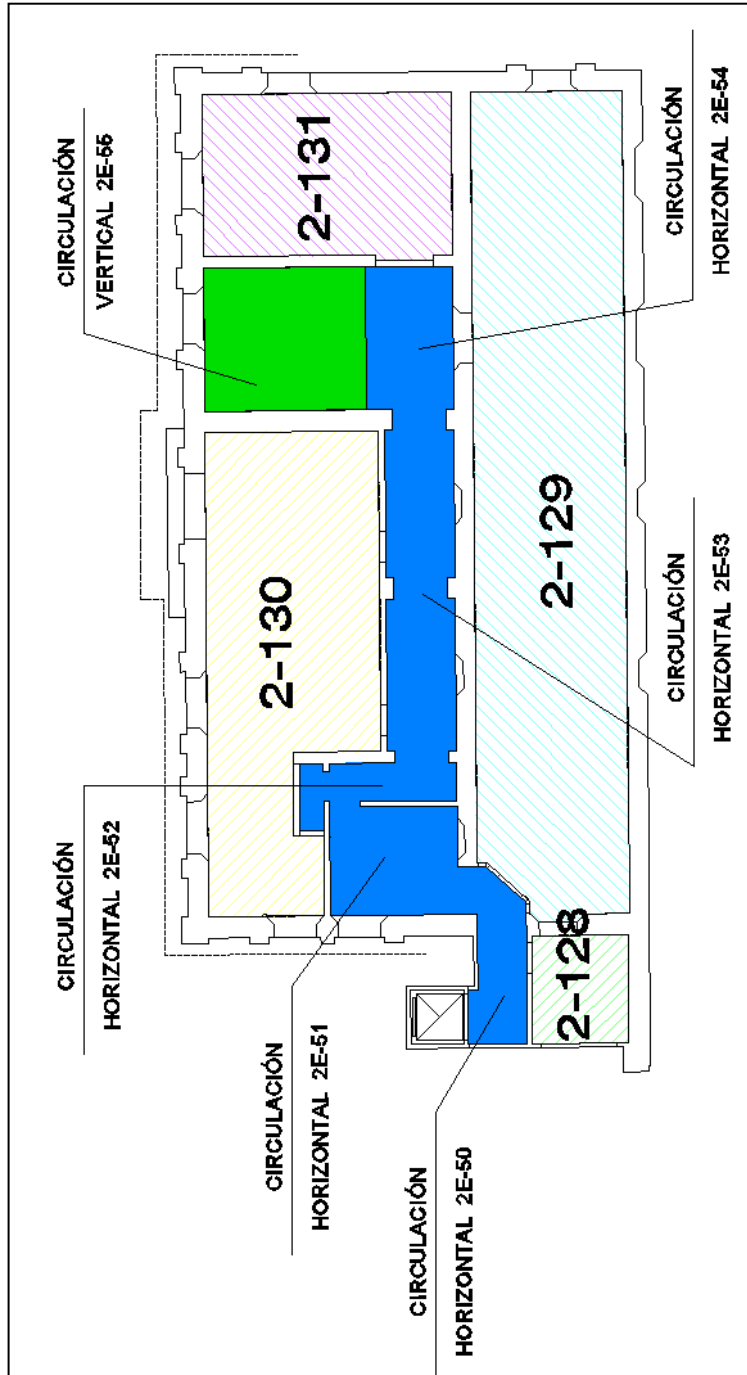 CIRCULACIÓN
VERTICAL 2E-55
CIRCULACIÓN
HORIZONTAL 2E-54
2-131
2-130
2-129
CIRCULACIÓN
HORIZONTAL 2E-53
CIRCULACIÓN
HORIZONTAL 2E-52
2-128
CIRCULACIÓN
HORIZONTAL 2E-51
CIRCULACIÓN
HORIZONTAL 2E-50